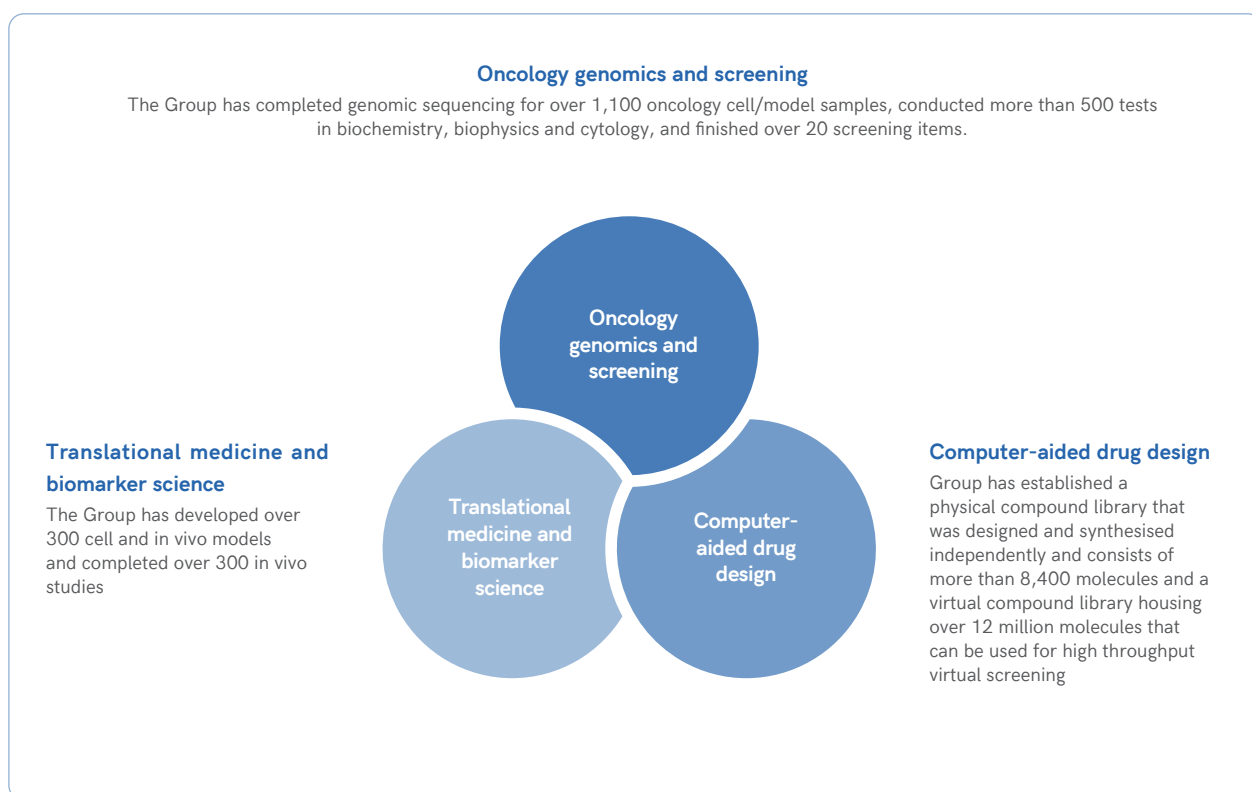 Oncology genomics and screening
The Group has completed genomic sequencing for over 1,100 oncology cell/model samples, conducted more than 500 tests
in biochemistry, biophysics and cytology, and finished over 20 screening items.
Oncology
genomics and
screening
Translational medicine and
biomarker science
The Group has developed over
300 cell and in vivo models
and completed over 300 in vivo
studies
Translational
medicine and
biomarker
science
Computer-
aided drug
design
Computer-aided drug design
Group has established a
physical compound library that
was designed and synthesised
independently and consists of
more than 8,400 molecules and a
virtual compound library housing
over 12 million molecules that
can be used for high throughput
virtual screening